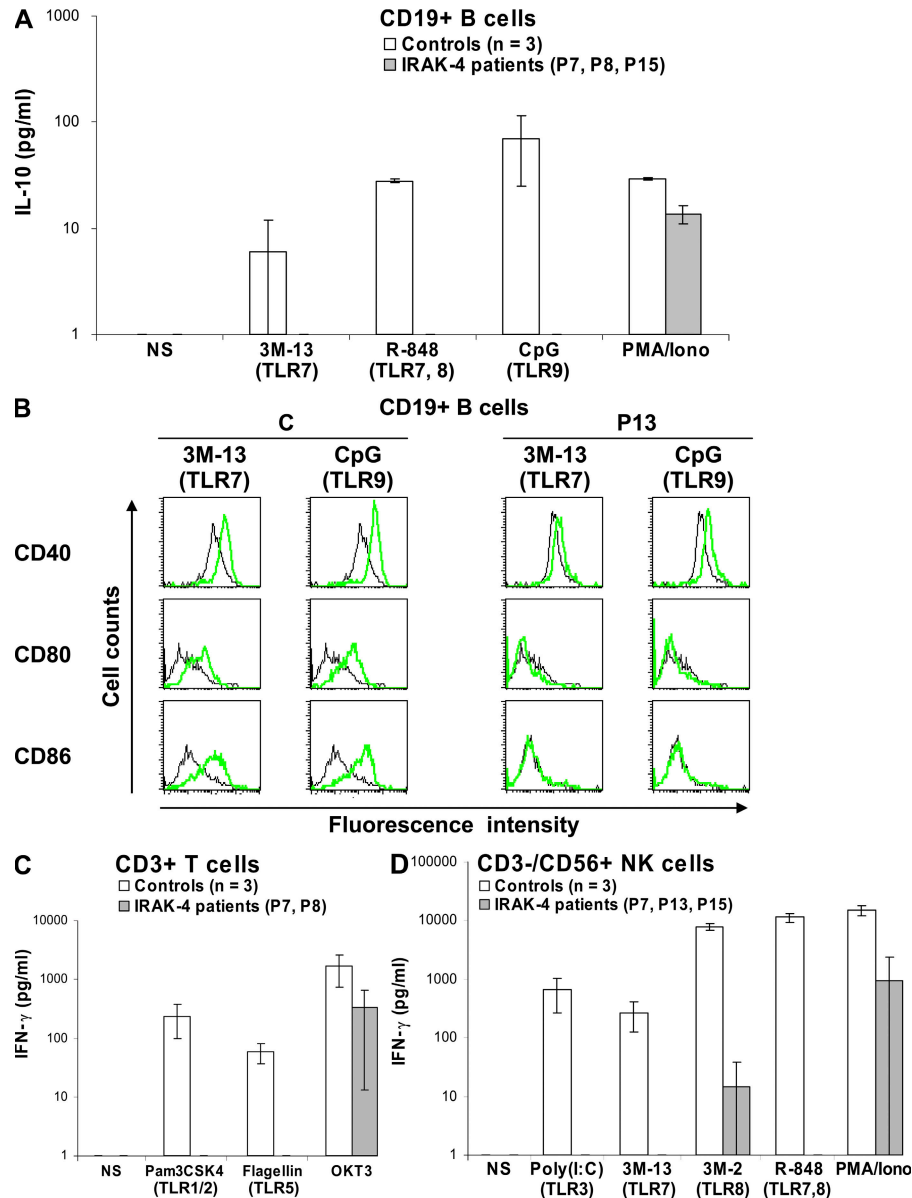 A
CD19+ B cells
Controls (n = 3)
IRAK-4 patients (P7, P8, P15)
IL-10 (pg/ml)
1000
100
10
1
NS
3M-13
(TLR7)
R-848
(TLR7, 8)
CpG
(TLR9)
PMA/Iono
B
CD19+ B cells
C
P13
3M-13
(TLR7)
CpG
(TLR9)
3M-13
(TLR7)
CpG
(TLR9)
CD40
CD80
CD86
Cell counts
Fluorescence intensity
C
CD3+ T cells
Controls (n = 3)
IRAK-4 patients (P7, P8)
IFN-γ (pg/ml)
10000
1000
100
10
1
NS
Pam3CSK4
(TLR1/2)
Flagellin
(TLR5)
OKT3
D
CD3-/CD56+ NK cells
Controls (n = 3)
IRAK-4 patients (P7, P13, P15)
IFN-γ (pg/ml)
100000
10000
1000
100
10
1
NS
Poly(I:C)
(TLR3)
3M-13
(TLR7)
3M-2
(TLR8)
R-848
(TLR7,8)
PMA/Iono